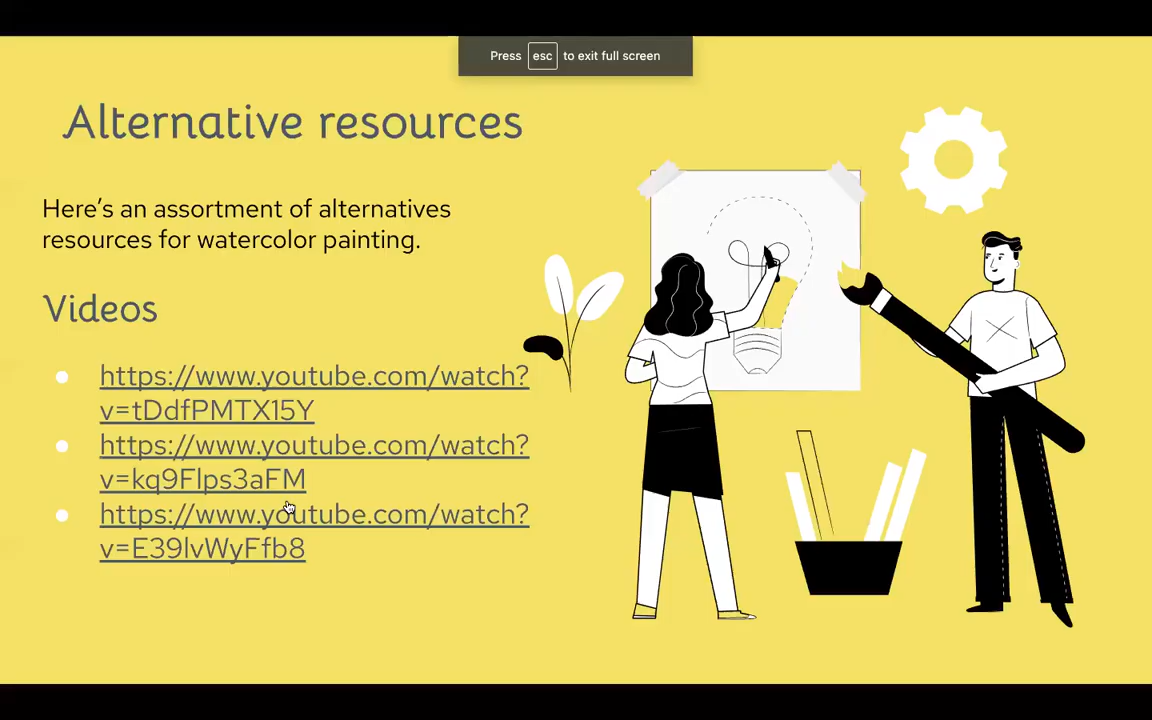 Press esc to exit full screen
Alternative resources
Here's an assortment of alternatives
resources for watercolor painting.
Videos
https://www.youtube.com/watch?
v=tDdfPMTX15Y
https://www.youtube.com/watch?
v=kq9Flps3aFM
https://www.youtube.com/watch?
v=E39lvWyFfb8